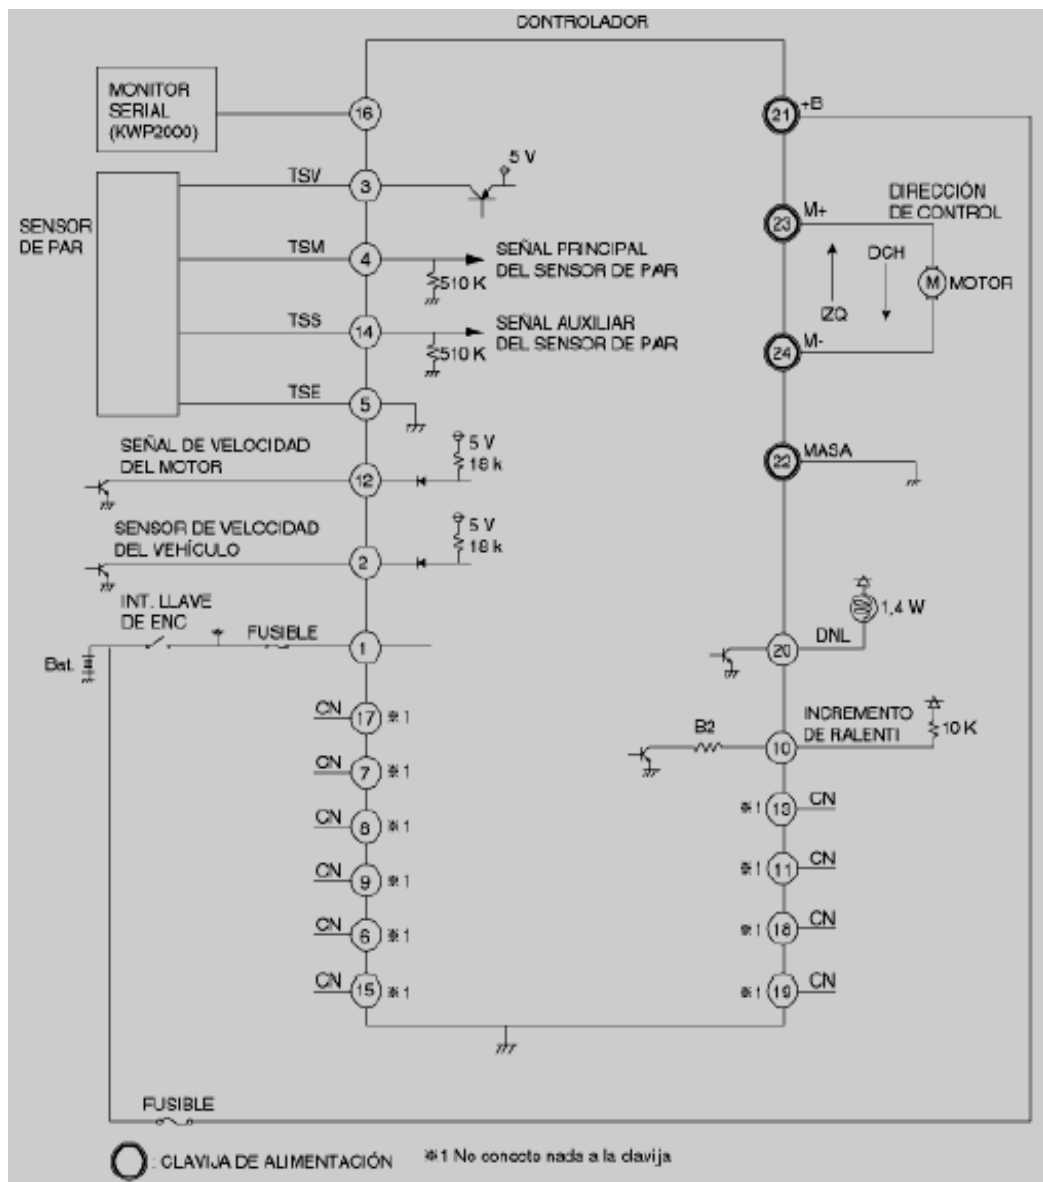 CONTROLADOR
MONITOR
SERIAL
(KWP2000)
16
21
+B
TSV
3
5 V
SENSOR
DE PAR
TSM
4
SEÑAL PRINCIPAL
DEL SENSOR DE PAR
510 K
TSS
14
SEÑAL AUXILIAR
DEL SENSOR DE PAR
510 K
TSE
5
DIRECCIÓN
DE CONTROL
23
M+
DCH
IZQ
M
MOTOR
24
M-
SEÑAL DE VELOCIDAD
DEL MOTOR
12
5 V
18 k
22
MASA
SENSOR DE VELOCIDAD
DEL VEHÍCULO
2
5 V
18 k
INT. LLAVE
DE ENC
FUSIBLE
1
Bat.
1,4 W
DNL
20
CN
17
※1
B2
10
INCREMENTO
DE RALENTI
10 K
CN
7
※1
CN
8
※1
CN
9
※1
CN
6
※1
CN
15
※1
※1
13
CN
※1
11
CN
※1
18
CN
※1
19
CN
FUSIBLE
: CLAVIJA DE ALIMENTACIÓN
※1 No conecte nada a la clavija